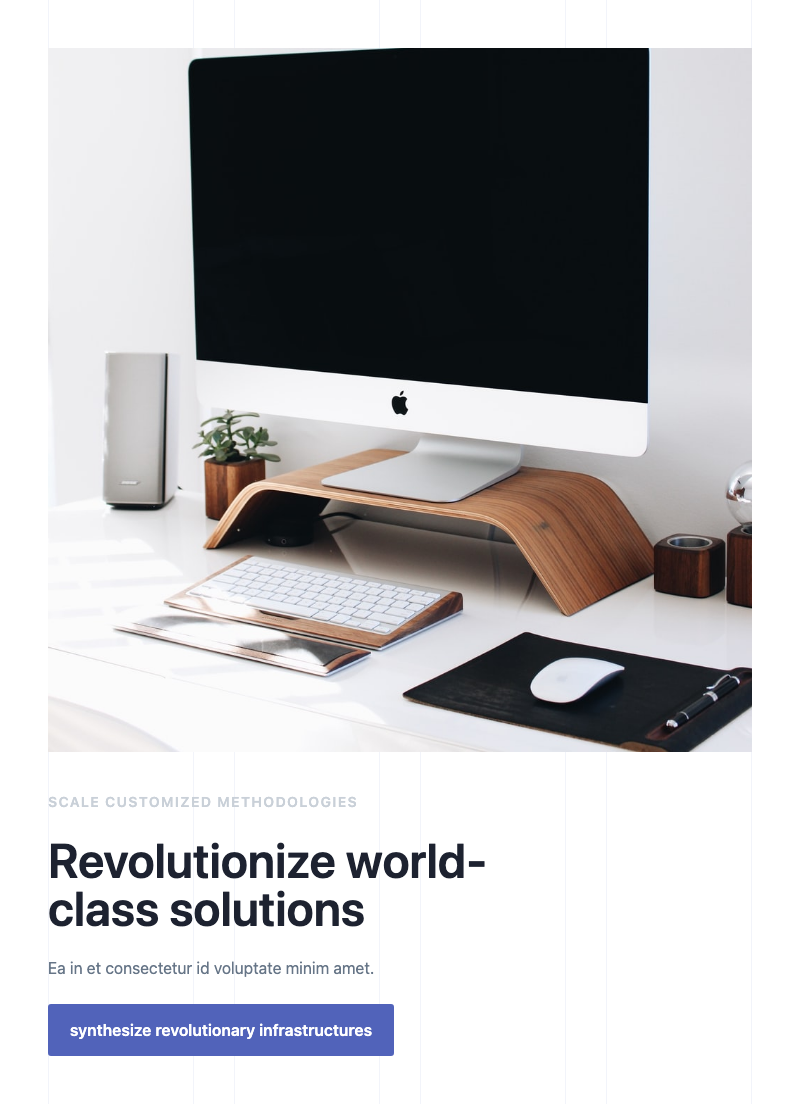 SCALE CUSTOMIZED METHODOLOGIES
Revolutionize world-
class solutions
Ea in et consectetur id voluptate minim amet.
synthesize revolutionary infrastructures